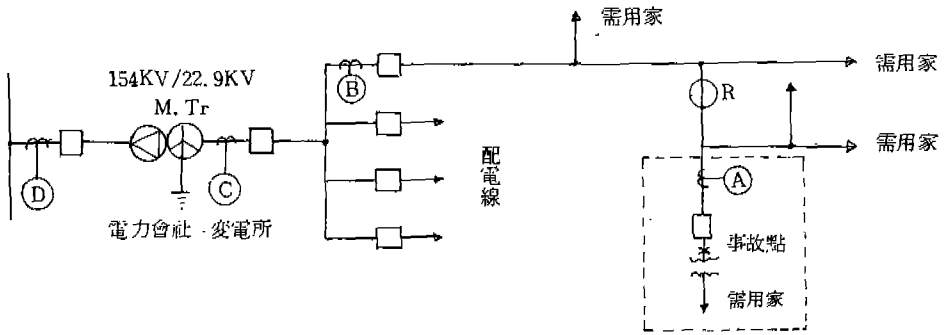 需用家
154KV/22.9KV
M. Tr
B
需用家
R
D
C
配電線
需用家
A
電力會社 · 変電所
事故點
需用家